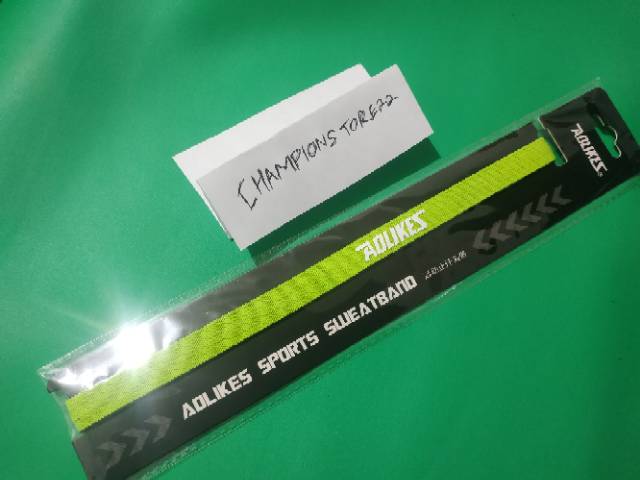 CHAMPIONSTORE22
AOLIKES
AOLIKES
AOLIKES SPORTS SWEATBAND